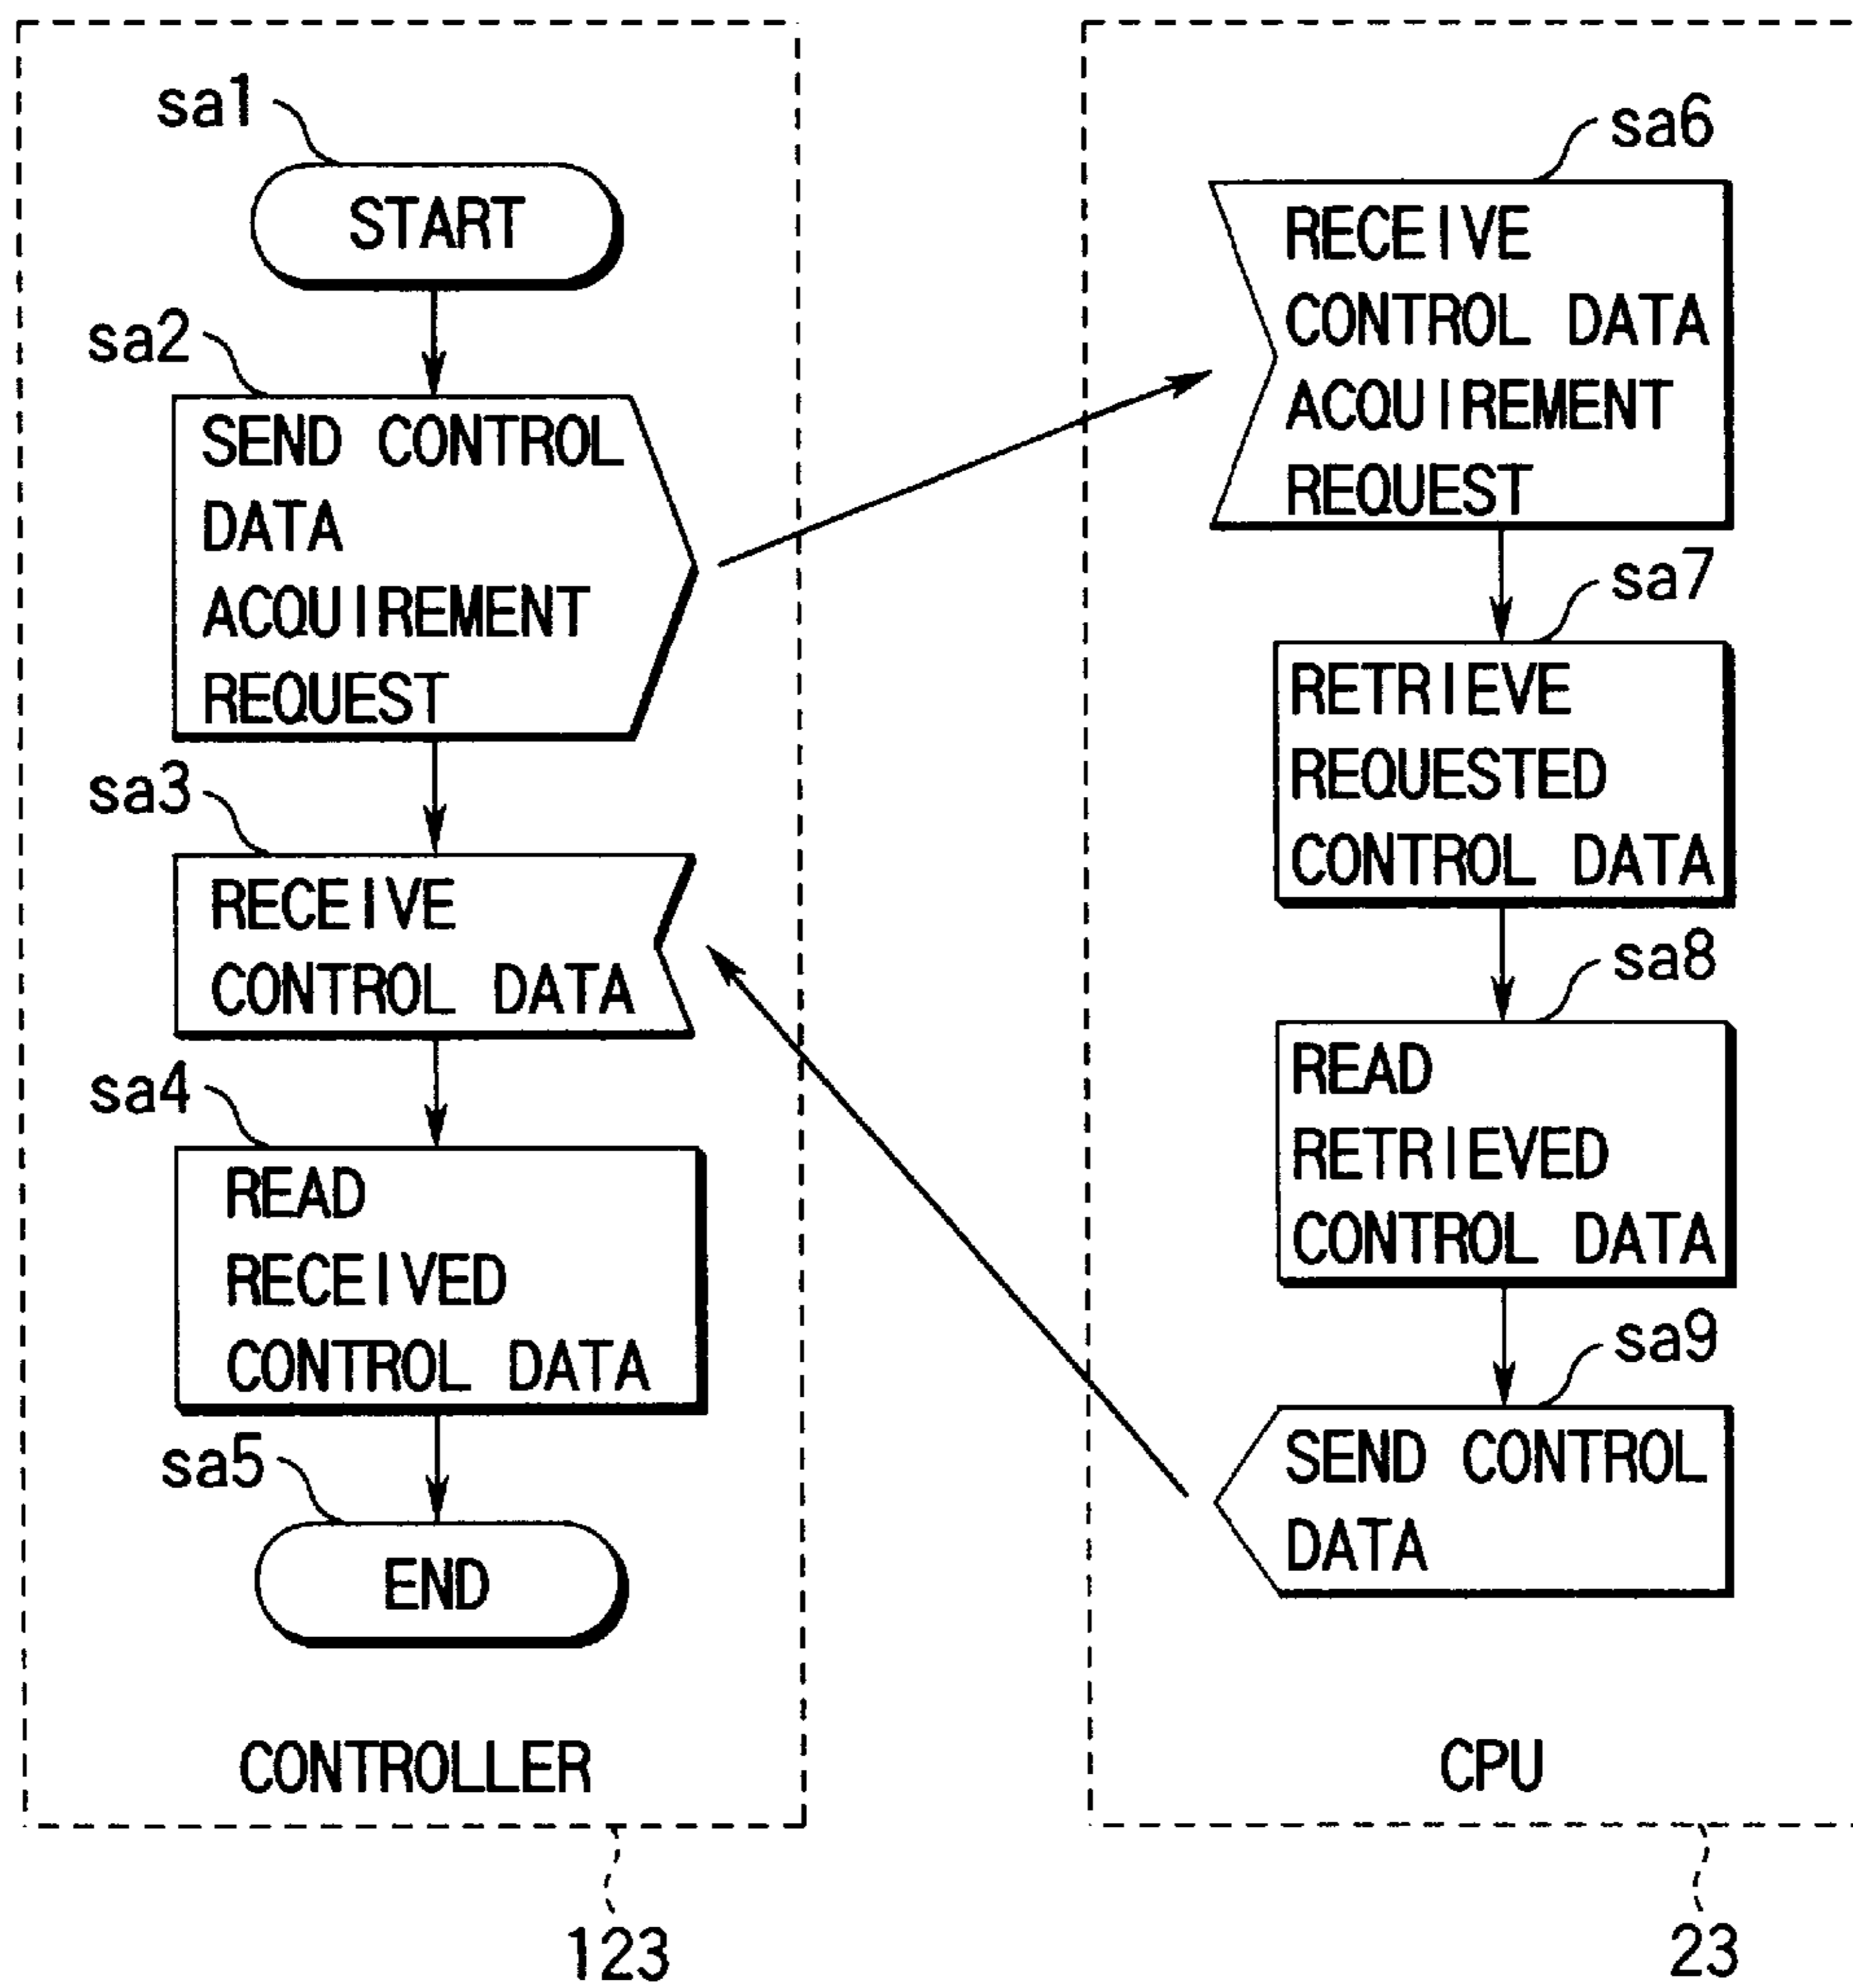 sa1
START
sa2
SEND CONTROL
DATA
ACQUIREMENT
REQUEST
sa3
RECEIVE
CONTROL DATA
sa4
READ
RECEIVED
CONTROL DATA
sa5
END
CONTROLLER
123
sa6
RECEIVE
CONTROL DATA
ACQUIREMENT
REQUEST
sa7
RETRIEVE
REQUESTED
CONTROL DATA
sa8
READ
RETRIEVED
CONTROL DATA
sa9
SEND CONTROL
DATA
CPU
23